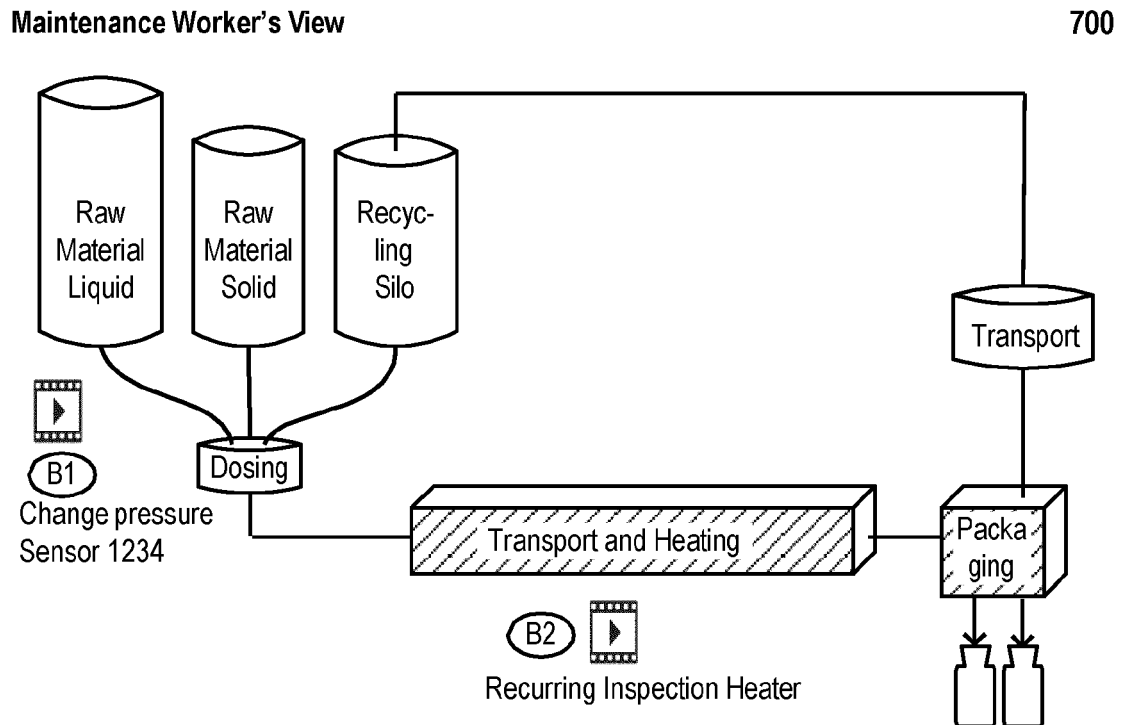 Maintenance Worker's View
700
Raw
Material
Liquid
Raw
Material
Solid
Recyc-
ling
Silo
Transport
B1
Change pressure
Sensor 1234
Dosing
Transport and Heating
Packa
ging
B2
Recurring Inspection Heater